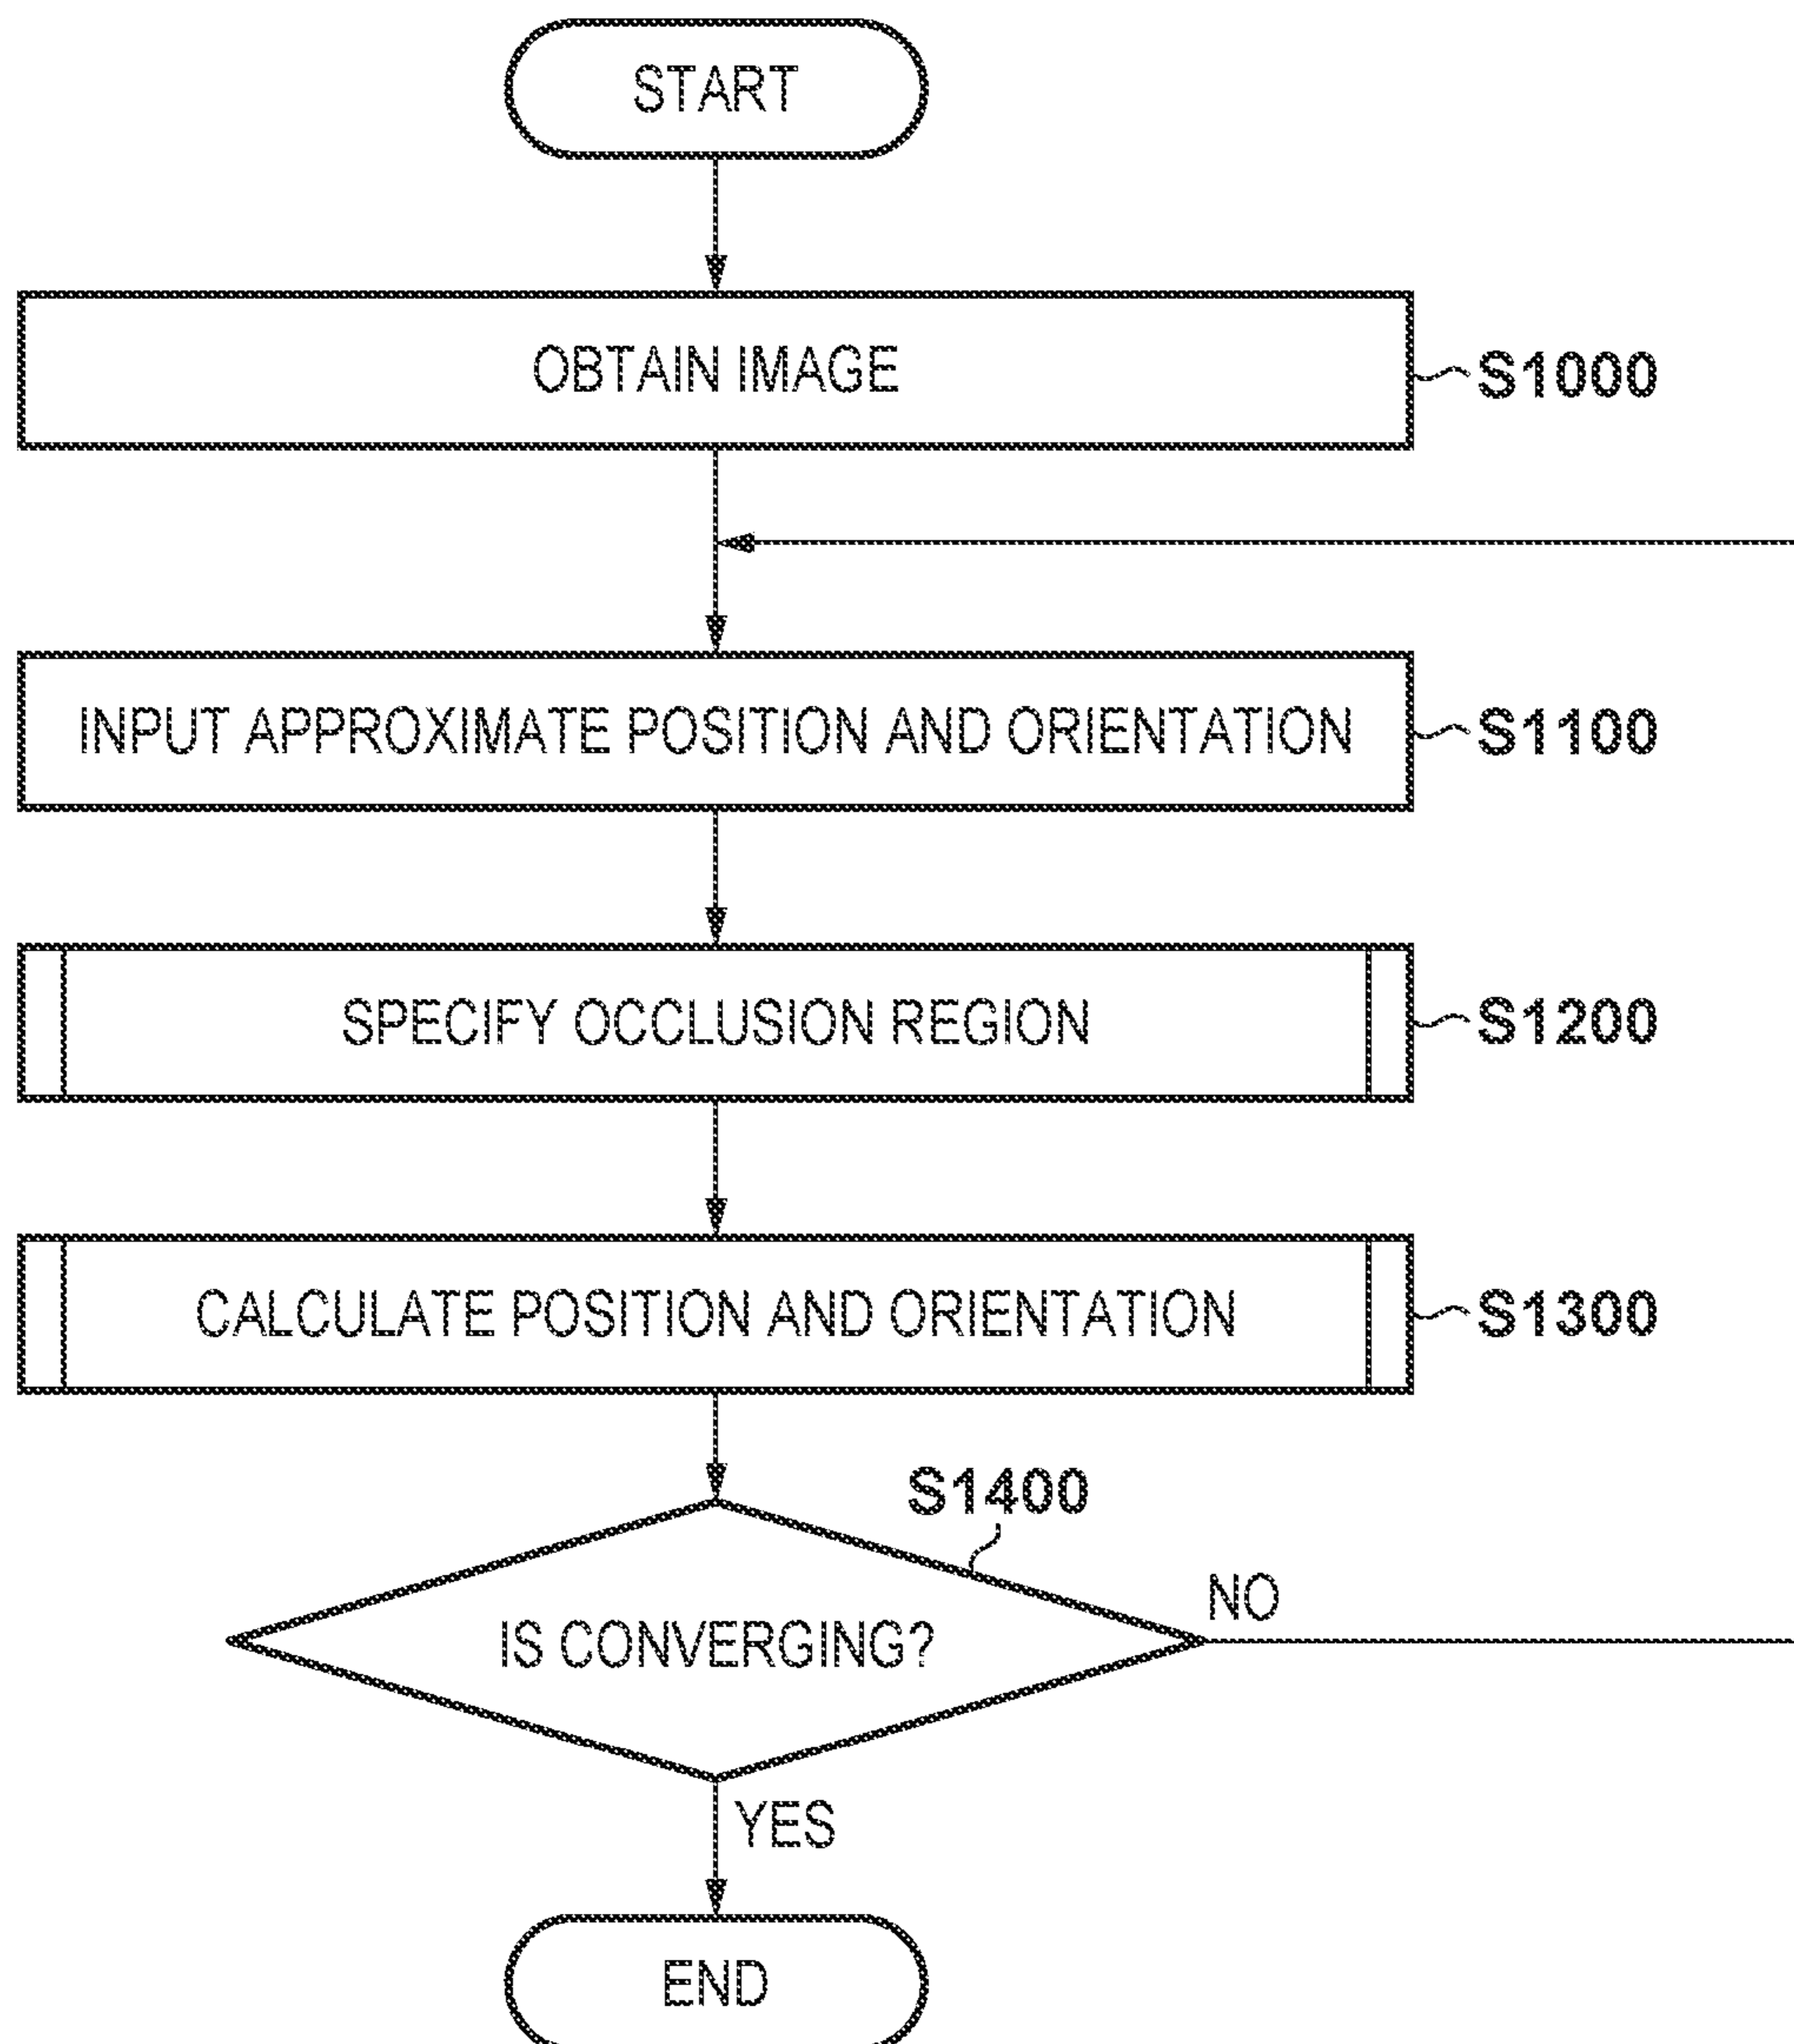 START
OBTAIN IMAGE
S1000
INPUT APPROXIMATE POSITION AND ORIENTATION
S1100
SPECIFY OCCLUSION REGION
S1200
CALCULATE POSITION AND ORIENTATION
S1300
S1400
IS CONVERGING?
NO
YES
END